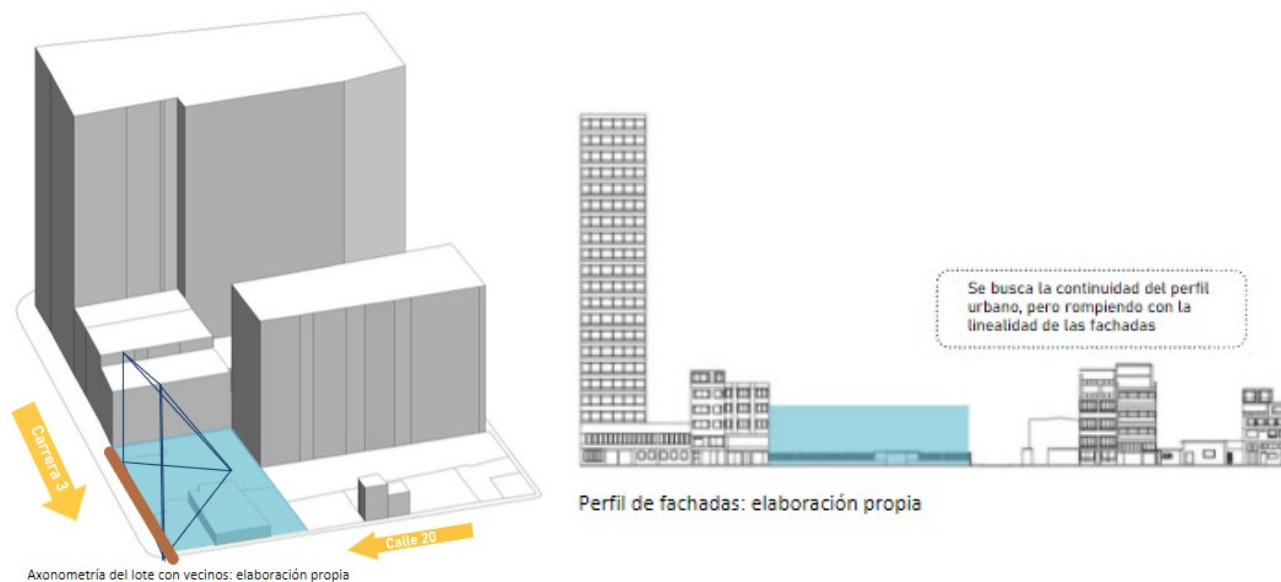 Carrera 3
Calle 20
Axonometría del lote con vecinos: elaboración propia
Se busca la continuidad del perfil
urbano, pero rompiendo con la
linealidad de las fachadas
Perfil de fachadas: elaboración propia